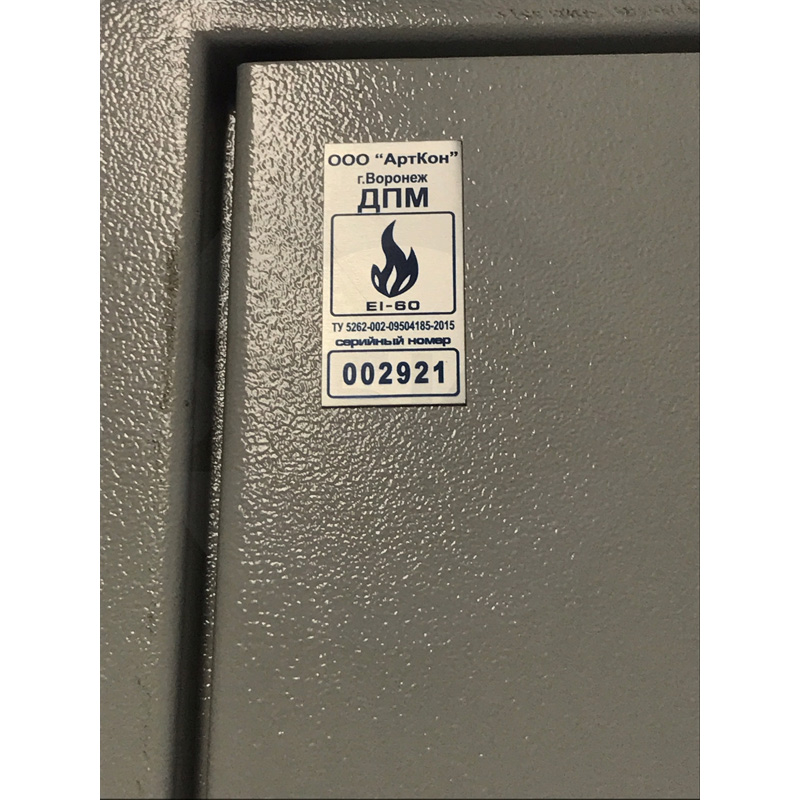 ООО “АртКон”
г.Воронеж
ДПМ
EI-60
ТУ 5262-002-09504185-2015
серийный номер
002921